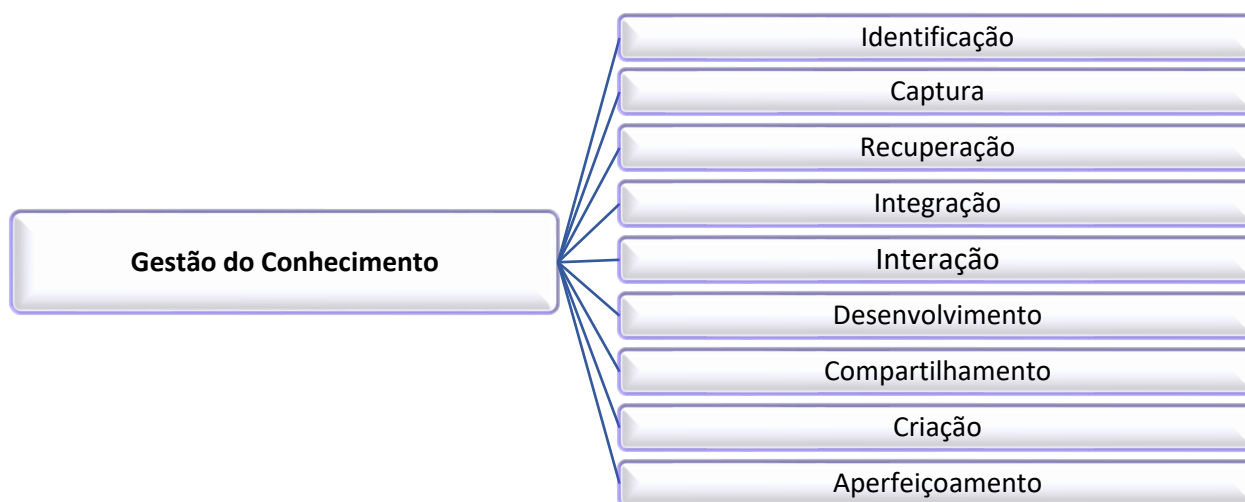 Gestão do Conhecimento
Identificação
Captura
Recuperação
Integração
Interação
Desenvolvimento
Compartilhamento
Criação
Aperfeiçoamento